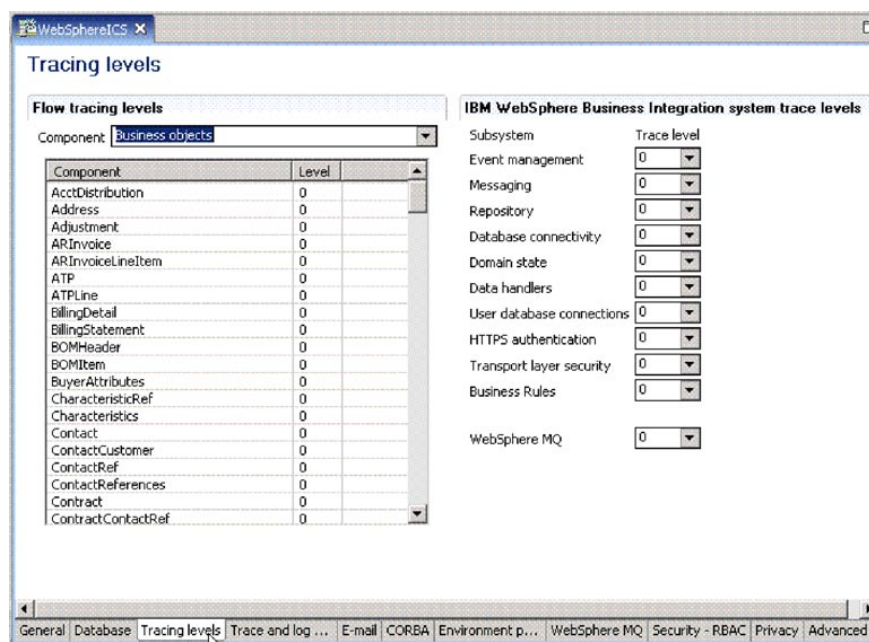 WebSphereICS
Tracing levels
Flow tracing levels
Component Business objects
Component Level
AcctDistribution 0
Address 0
Adjustment 0
ARInvoice 0
ARInvoiceLineItem 0
ATP 0
ATPLine 0
BillingDetail 0
BillingStatement 0
BOMHeader 0
BOMItem 0
BuyerAttributes 0
CharacteristicRef 0
Characteristics 0
Contact 0
ContactCustomer 0
ContactRef 0
ContactReferences 0
Contract 0
ContractContactRef 0
IBM WebSphere Business Integration system trace levels
Subsystem Trace level
Event management 0
Messaging 0
Repository 0
Database connectivity 0
Domain state 0
Data handlers 0
User database connections 0
HTTPS authentication 0
Transport layer security 0
Business Rules 0
WebSphere MQ 0
General Database Tracing levels Trace and log ... E-mail CORBA Environment p... WebSphere MQ Security - RBAC Privacy Advanced